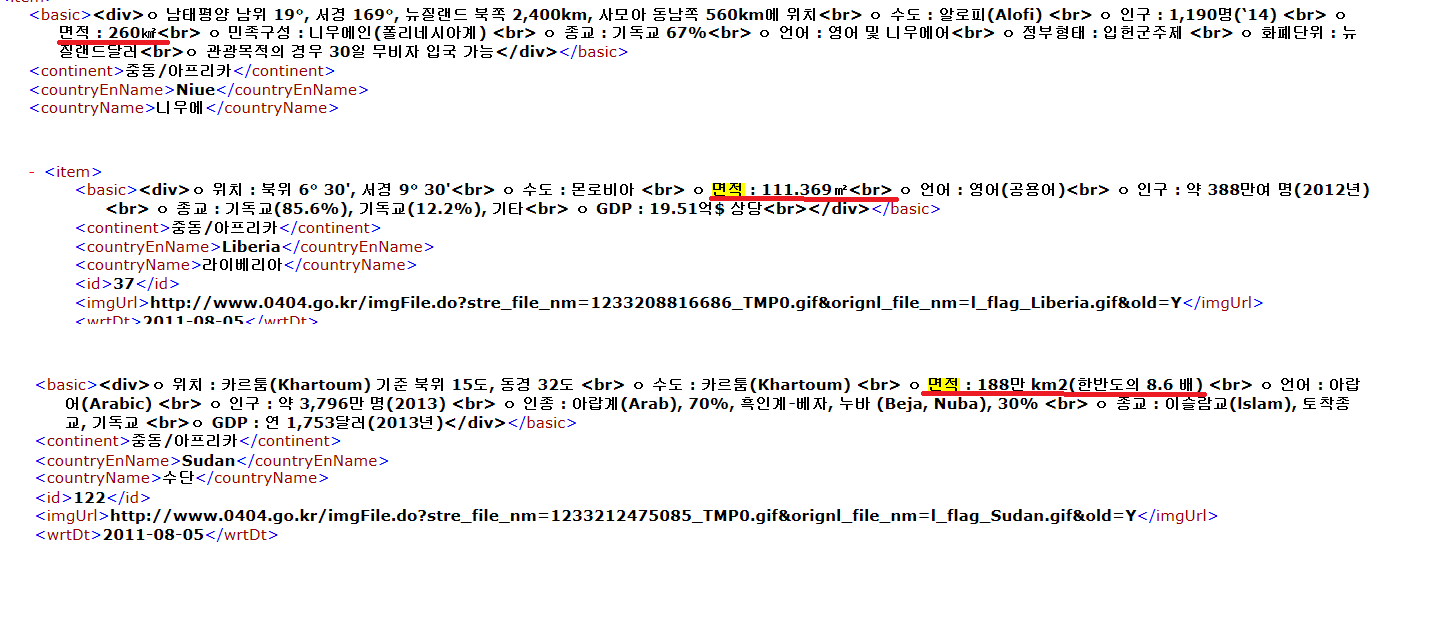 <basic><div>ㅇ 남태평양 남위 19°, 서경 169°, 뉴질랜드 북쪽 2,400km, 사모아 동남쪽 560km에 위치<br> ㅇ 수도 : 알로피(Alofi) <br> ㅇ 인구 : 1,190명(`14) <br> ㅇ
면적 : 260㎢<br> ㅇ 민족구성 : 니우메인(폴리네시아계) <br> ㅇ 종교 : 기독교 67%<br> ㅇ 언어 : 영어 및 니우메어<br> ㅇ 정부형태 : 입헌군주제 <br> ㅇ 화폐단위 : 뉴
질랜드달러<br>ㅇ 관광목적의 경우 30일 무비자 입국 가능</div></basic>
<continent>중동/아프리카</continent>
<countryEnName>Niue</countryEnName>
<countryName>니우에</countryName>
- <item>
<basic><div>ㅇ 위치 : 북위 6° 30', 서경 9° 30'<br> ㅇ 수도 : 몬로비아 <br> ㅇ 면적 : 111.369㎢<br> ㅇ 언어 : 영어(공용어)<br> ㅇ 인구 : 약 388만여 명(2012년)
<br> ㅇ 종교 : 기독교(85.6%), 기독교(12.2%), 기타<br> ㅇ GDP : 19.51억$ 상당<br></div></basic>
<continent>중동/아프리카</continent>
<countryEnName>Liberia</countryEnName>
<countryName>라이베리아</countryName>
<id>37</id>
<imgUrl>http://www.0404.go.kr/imgFile.do?stre_file_nm=1233208816686_TMP0.gif&orignl_file_nm=l_flag_Liberia.gif&old=Y</imgUrl>
<wrtDt>2011-08-05</wrtDt>
<basic><div>ㅇ 위치 : 카르툼(Khartoum) 기준 북위 15도, 동경 32도 <br> ㅇ 수도 : 카르툼(Khartoum) <br> ㅇ 면적 : 188만 km2(한반도의 8.6 배) <br> ㅇ 언어 : 아랍
어(Arabic) <br> ㅇ 인구 : 약 3,796만 명(2013) <br> ㅇ 인종 : 아랍계(Arab), 70%, 흑인계-베자, 누바 (Beja, Nuba), 30% <br> ㅇ 종교 : 이슬람교(lslam), 토착종
교, 기독교 <br>ㅇ GDP : 연 1,753달러(2013년)</div></basic>
<continent>중동/아프리카</continent>
<countryEnName>Sudan</countryEnName>
<countryName>수단</countryName>
<id>122</id>
<imgUrl>http://www.0404.go.kr/imgFile.do?stre_file_nm=1233212475085_TMP0.gif&orignl_file_nm=l_flag_Sudan.gif&old=Y</imgUrl>
<wrtDt>2011-08-05</wrtDt>